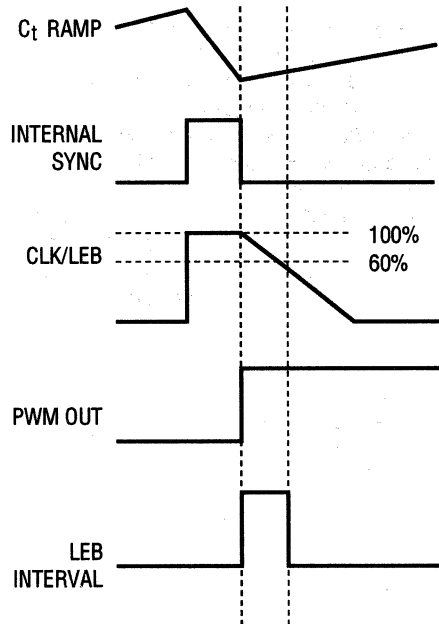 Ct RAMP
INTERNAL
SYNC
CLK/LEB
100%
60%
PWM OUT
LEB
INTERVAL